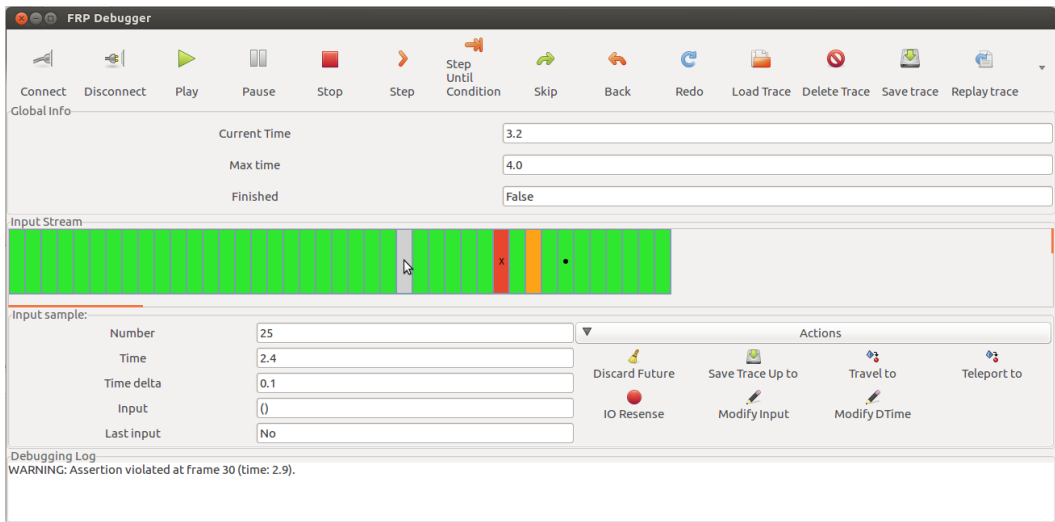 FRP Debugger
Step
Until
Condition
Connect Disconnect Play Pause Stop Step Skip Back Redo Load Trace Delete Trace Save trace Replay trace
Global Info
Current Time 3.2
Max time 4.0
Finished False
Input Stream
x
Input sample:
Number 25
Actions
Time 2.4
Discard Future Save Trace Up to Travel to Teleport to
Time delta 0.1
Input ()
IO Resense Modify Input Modify DTime
Last input No
Debugging Log
WARNING: Assertion violated at frame 30 (time: 2.9).